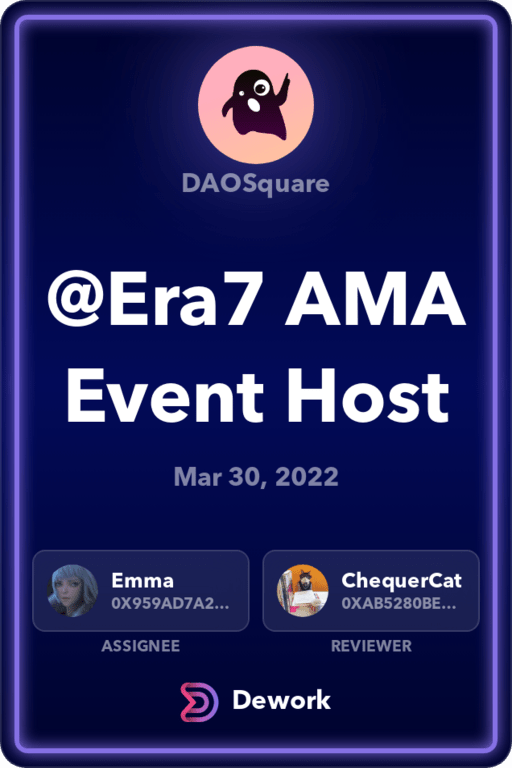 DAOSquare
@Era7 AMA
Event Host
Mar 30, 2022
Emma
0X959AD7A2...
ASSIGNEE
ChequerCat
0XAB5280BE...
REVIEWER
Dework